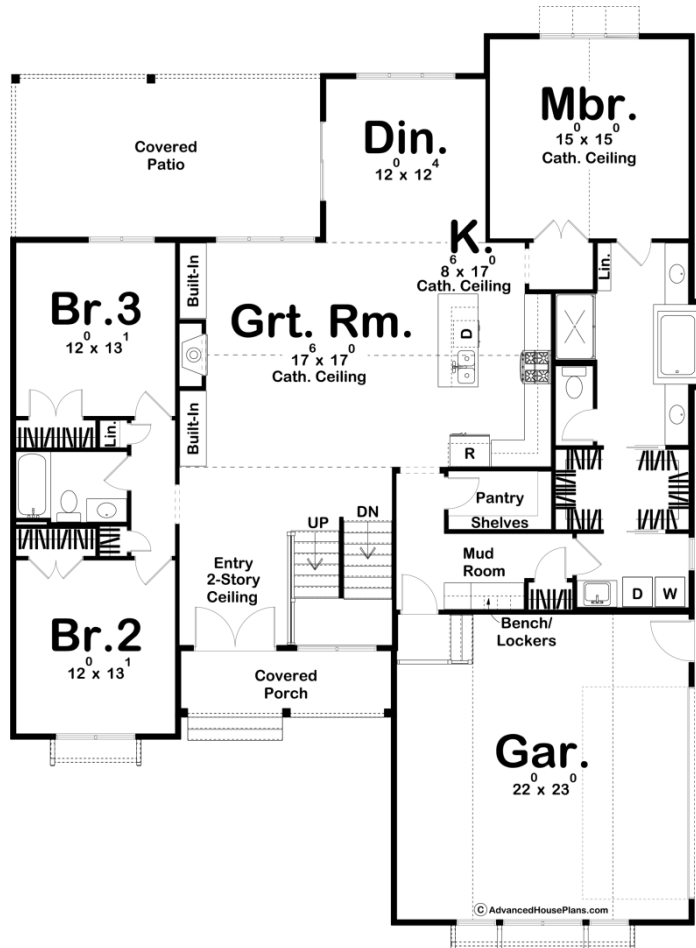 Mbr.
15⁰ x 15⁰
Cath. Ceiling
Din.
12⁰ x 12⁴
Covered
Patio
K.
8⁶ x 17⁰
Cath. Ceiling
Lin.
Built-In
Br.3
12⁰ x 13¹
Grt. Rm.
17⁶ x 17⁰
Cath. Ceiling
D
R
Built-In
Lin.
Pantry
Shelves
UP
DN
Entry
2-Story
Ceiling
Mud
Room
D
W
Bench/
Lockers
Br.2
12⁰ x 13¹
Covered
Porch
Gar.
22⁰ x 23⁰
© AdvancedHousePlans.com